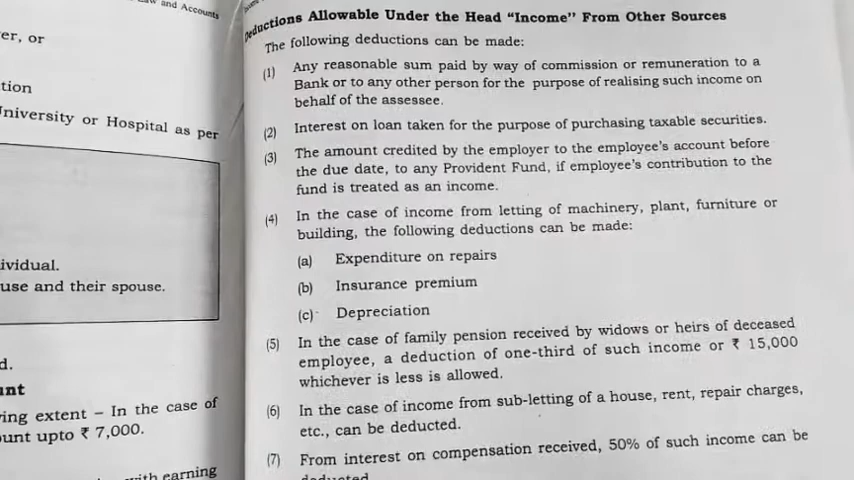 and Accounts
er, or
tion
University or Hospital as per
ividual.
use and their spouse.
d.
unt
ing extent – In the case of
unt upto ₹ 7,000.
with earning
Deductions Allowable Under the Head “Income” From Other Sources
The following deductions can be made:
(1) Any reasonable sum paid by way of commission or remuneration to a
Bank or to any other person for the purpose of realising such income on
behalf of the assessee.
(2) Interest on loan taken for the purpose of purchasing taxable securities.
(3) The amount credited by the employer to the employee’s account before
the due date, to any Provident Fund, if employee’s contribution to the
fund is treated as an income.
(4) In the case of income from letting of machinery, plant, furniture or
building, the following deductions can be made:
(a) Expenditure on repairs
(b) Insurance premium
(c) Depreciation
(5) In the case of family pension received by widows or heirs of deceased
employee, a deduction of one-third of such income or ₹ 15,000
whichever is less is allowed.
(6) In the case of income from sub-letting of a house, rent, repair charges,
etc., can be deducted.
(7) From interest on compensation received, 50% of such income can be
deducted